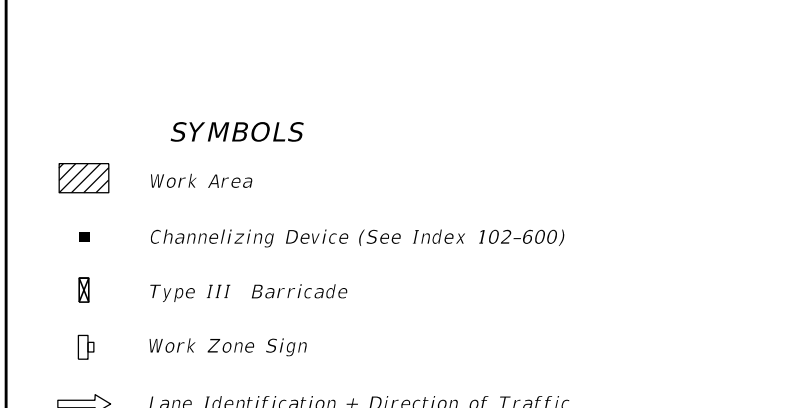 SYMBOLS
Work Area
Channelizing Device (See Index 102-600)
Type III Barricade
Work Zone Sign
Lane Identification + Direction of Traffic